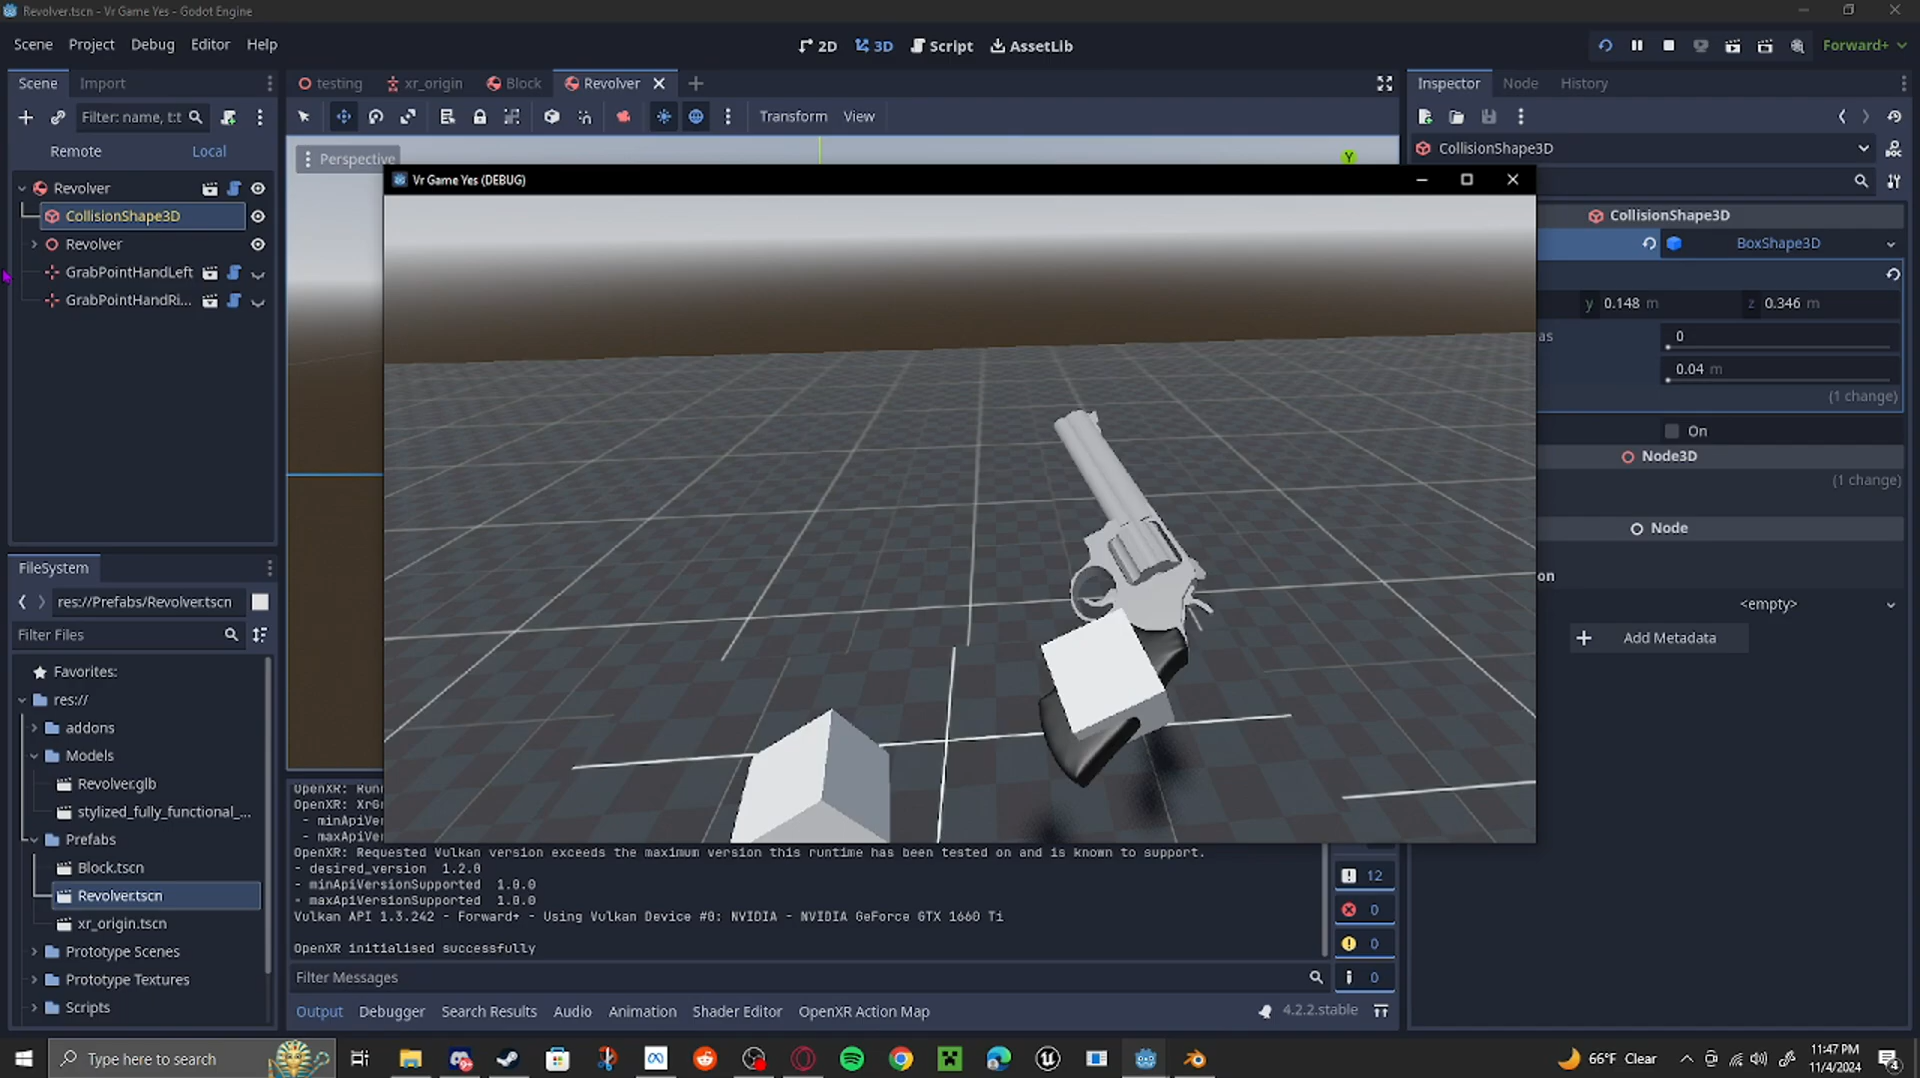 Revolver.tscn - Vr Game Yes - Godot Engine
Scene Project Debug Editor Help
2D 3D Script AssetLib
Forward+
Scene Import
testing xr_origin Block Revolver
Inspector Node History
Filter: name, t:t
Transform View
Remote Local
Perspective
Y
CollisionShape3D
Revolver
CollisionShape3D
Revolver
GrabPointHandLeft
GrabPointHandRi...
Vr Game Yes (DEBUG)
CollisionShape3D
BoxShape3D
y 0.148 m z 0.346 m
as 0
0.04 m
(1 change)
On
Node3D
(1 change)
Node
on
<empty>
Add Metadata
FileSystem
res://Prefabs/Revolver.tscn
Filter Files
Favorites:
res://
addons
Models
Revolver.glb
stylized_fully_functional_...
Prefabs
Block.tscn
Revolver.tscn
xr_origin.tscn
Prototype Scenes
Prototype Textures
Scripts
OpenXR: Run
OpenXR: XrGr
- minApiVer
- maxApiVer
OpenXR: Requested Vulkan version exceeds the maximum version this runtime has been tested on and is known to support.
- desired_version 1.2.0
- minApiVersionSupported 1.0.0
- maxApiVersionSupported 1.0.0
Vulkan API 1.3.242 - Forward+ - Using Vulkan Device #0: NVIDIA - NVIDIA GeForce GTX 1660 Ti
OpenXR initialised successfully
12
0
0
0
Filter Messages
Output Debugger Search Results Audio Animation Shader Editor OpenXR Action Map
4.2.2.stable
Type here to search
66°F Clear
11:47 PM
11/4/2024
4